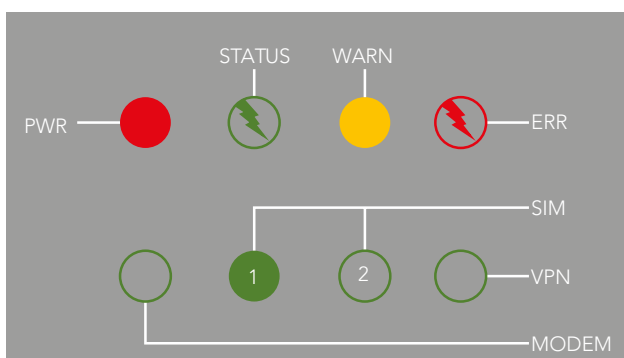 STATUS WARN
PWR ERR
SIM
1 2 VPN
MODEM